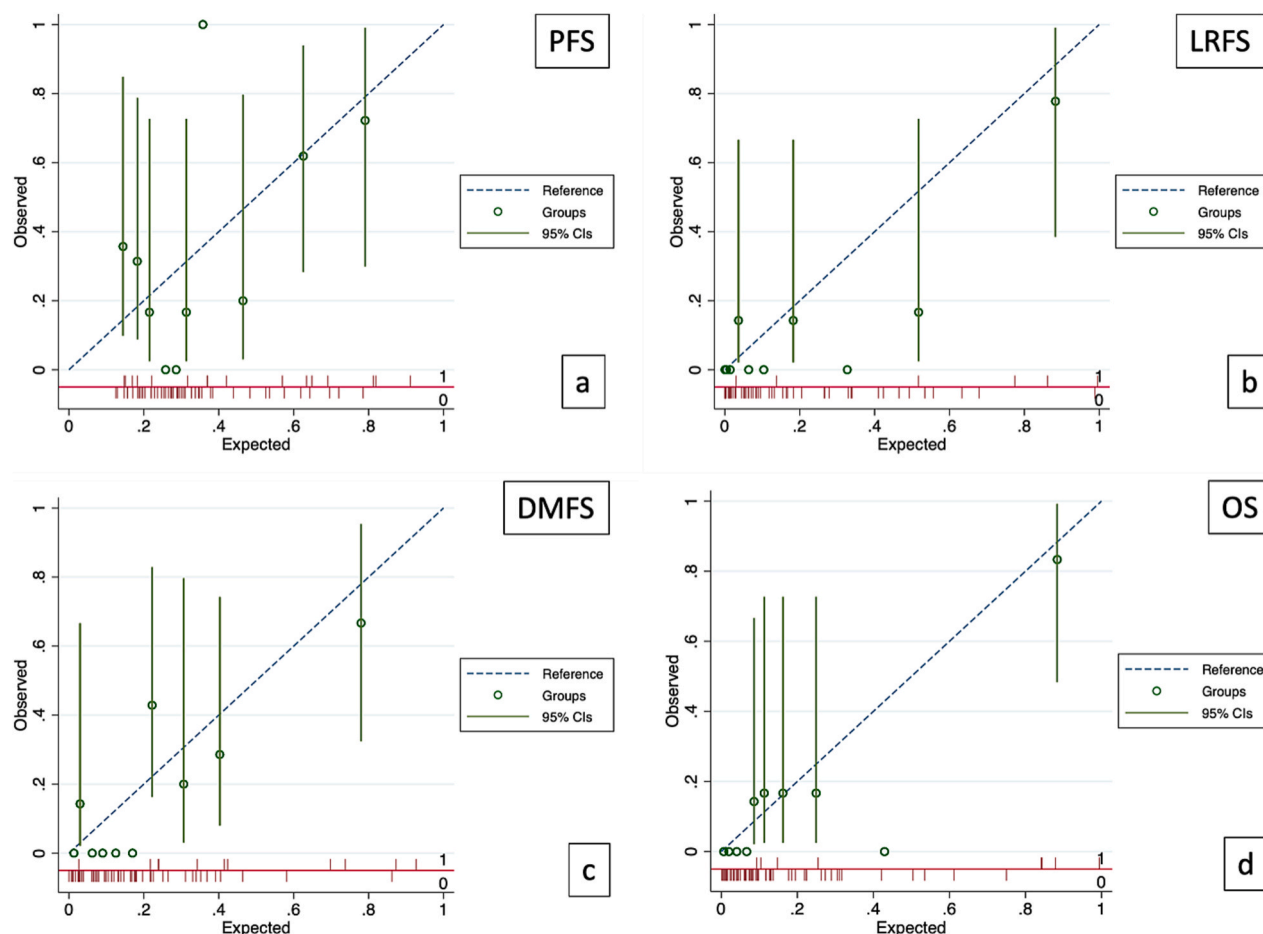 PFS
1
.8
.6
.4
.2
0
Observed
Reference
Groups
95% CIs
a
1
0
0 .2 .4 .6 .8 1
Expected
LRFS
1
.8
.6
.4
.2
0
Observed
Reference
Groups
95% CIs
b
1
0
0 .2 .4 .6 .8 1
Expected
DMFS
1
.8
.6
.4
.2
0
Observed
Reference
Groups
95% CIs
c
1
0
0 .2 .4 .6 .8 1
Expected
OS
1
.8
.6
.4
.2
0
Observed
Reference
Groups
95% CIs
d
1
0
0 .2 .4 .6 .8 1
Expected